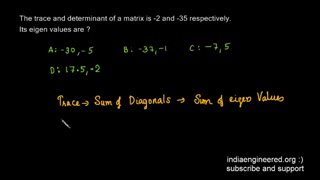 The trace and determinant of a matrix is -2 and -35 respectively.
Its eigen values are ?
A: -30, -5 B: -37, -1 C: -7, 5
D: 17.5, -2
Trace → Sum of Diagonals → Sum of eigen Values
indiaengineered.org :)
subscribe and support